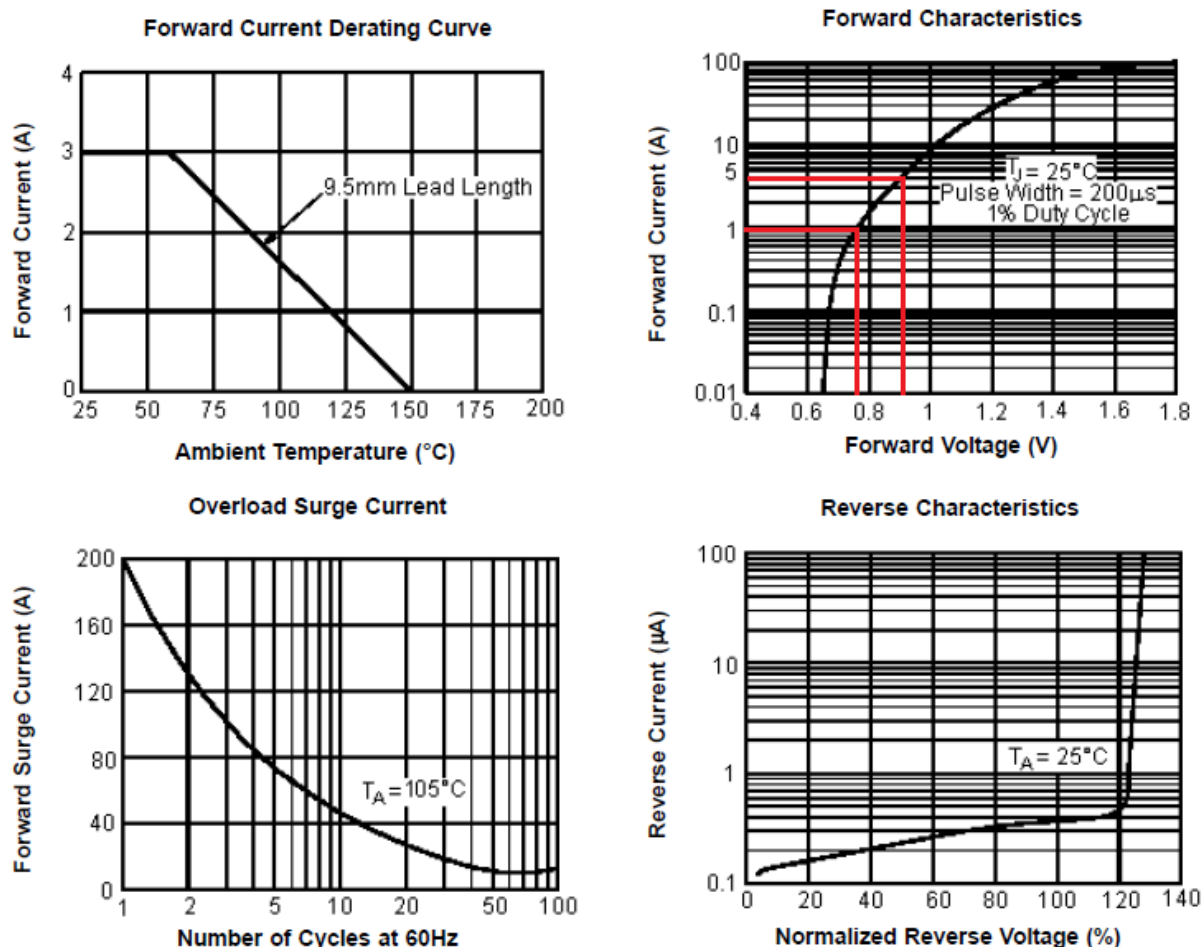 Forward Current Derating Curve
Forward Current (A)
4
3
2
1
0
9.5mm Lead Length
25 50 75 100 125 150 175 200
Ambient Temperature (°C)
Forward Characteristics
Forward Current (A)
100
10
5
1
0.1
0.01
TJ = 25°C
Pulse Width = 200µs
1% Duty Cycle
0.4 0.6 0.8 1 1.2 1.4 1.6 1.8
Forward Voltage (V)
Overload Surge Current
Forward Surge Current (A)
200
160
120
80
40
0
TA = 105°C
1 2 5 10 20 50 100
Number of Cycles at 60Hz
Reverse Characteristics
Reverse Current (µA)
100
10
1
0.1
TA = 25°C
0 20 40 60 80 100 120 140
Normalized Reverse Voltage (%)